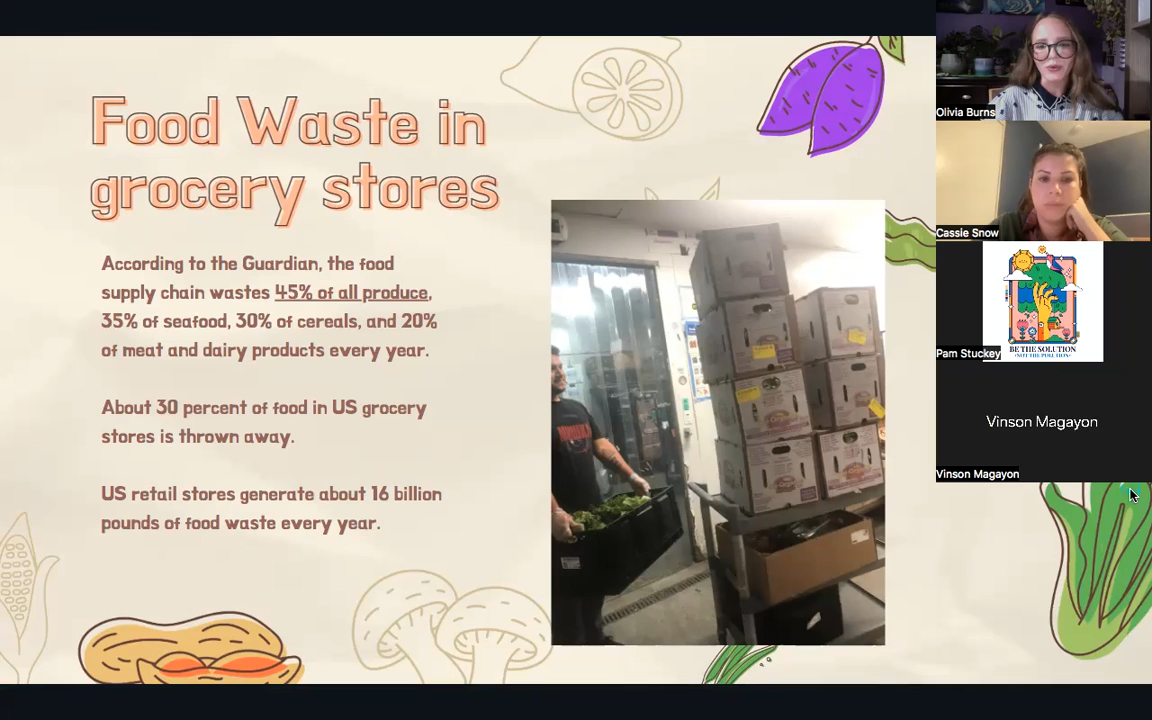 Food Waste in
grocery stores
According to the Guardian, the food
supply chain wastes 45% of all produce,
35% of seafood, 30% of cereals, and 20%
of meat and dairy products every year.
About 30 percent of food in US grocery
stores is thrown away.
US retail stores generate about 16 billion
pounds of food waste every year.
Olivia Burns
Cassie Snow
BE THE SOLUTION
NOT THE POLLUTION
Pam Stuckey
Vinson Magayon
Vinson Magayon